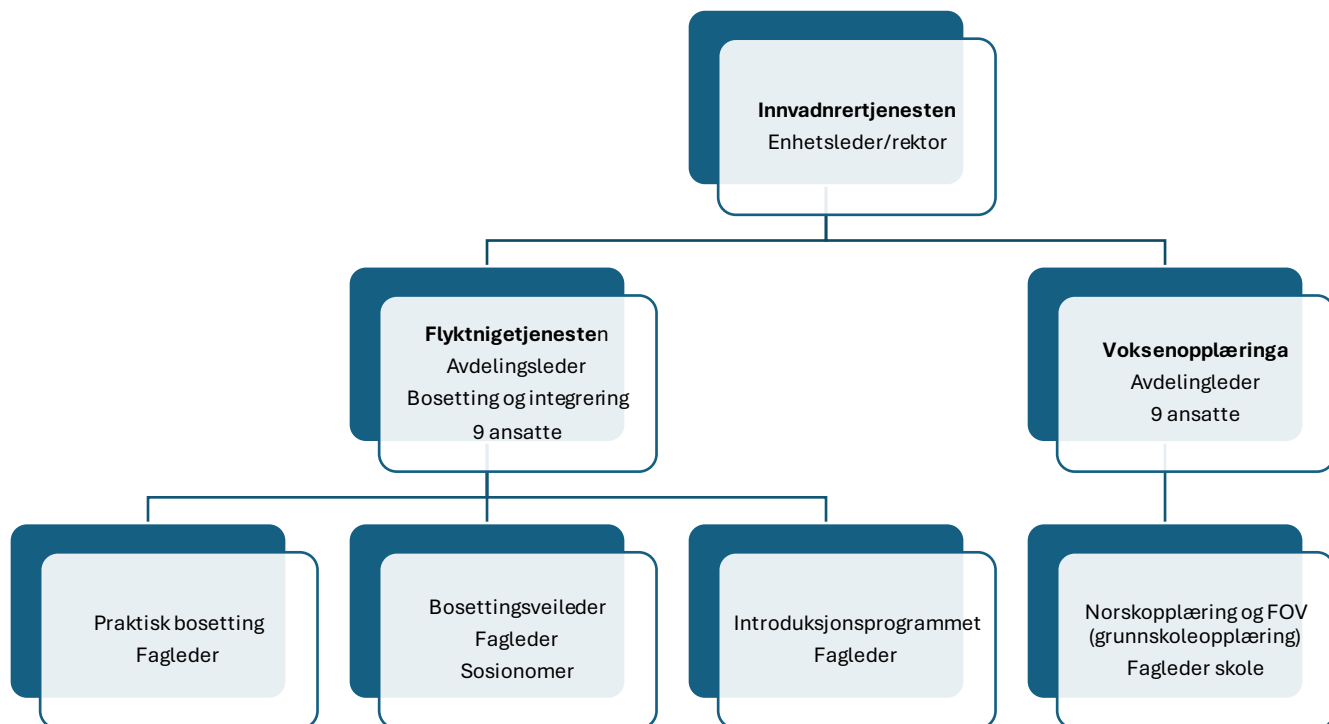 Innvadnrertjenesten
Enhetsleder/rektor
Flyktnigetjenesten
Avdelingsleder
Bosetting og integrering
9 ansatte
Voksenopplæringa
Avdelingleder
9 ansatte
Praktisk bosetting
Fagleder
Bosettingsveileder
Fagleder
Sosionomer
Introduksjonsprogrammet
Fagleder
Norskopplæring og FOV
(grunnskoleopplæring)
Fagleder skole